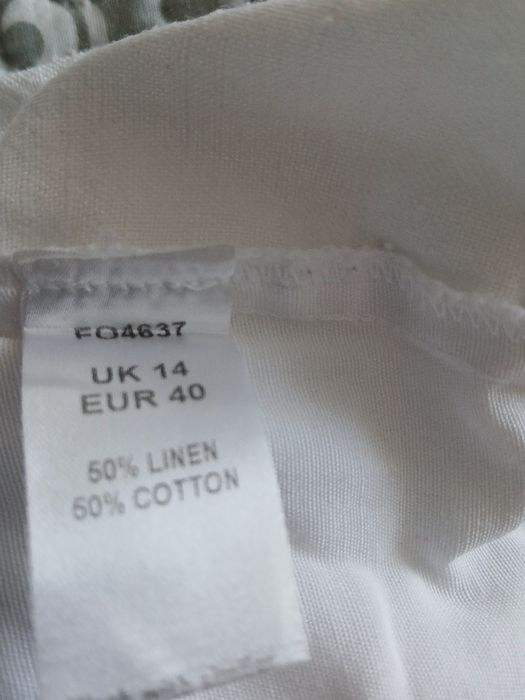 FO4637
UK 14
EUR 40
50% LINEN
50% COTTON